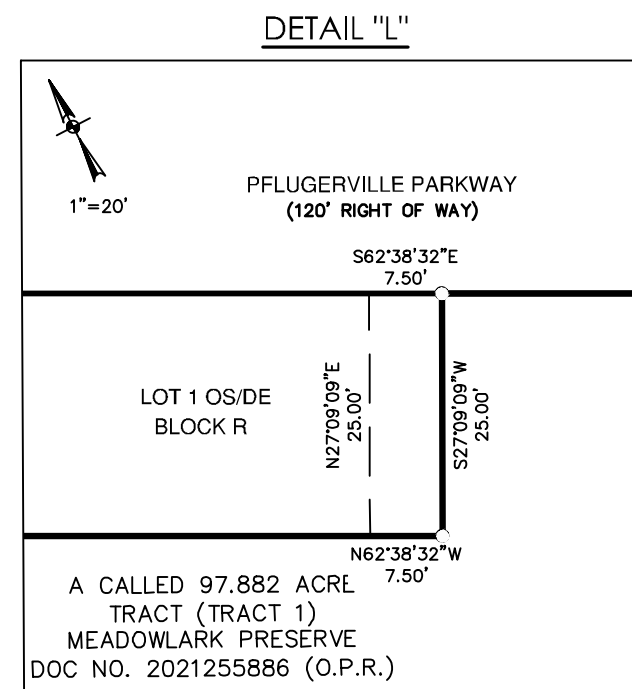 DETAIL "L"
1"=20'
PFLUGERVILLE PARKWAY
(120' RIGHT OF WAY)
S62°38'32"E
7.50'
LOT 1 OS/DE
BLOCK R
N27°09'09"E
25.00'
S27°09'09"W
25.00'
N62°38'32"W
7.50'
A CALLED 97.882 ACRE
TRACT (TRACT 1)
MEADOWLARK PRESERVE
DOC NO. 2021255886 (O.P.R.)